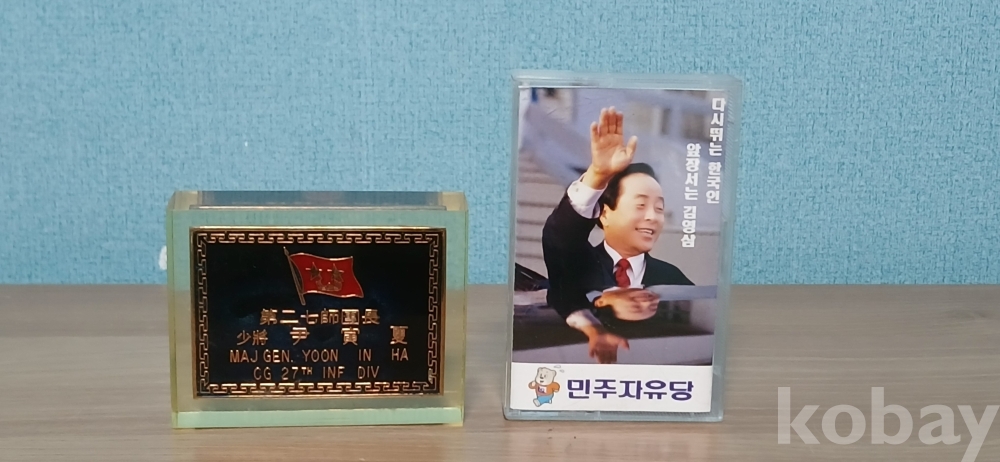 第二七師團長
少將 尹 寅 夏
MAJ GEN. YOON IN HA
CG 27TH INF DIV
다시 뛰는 한국인
앞장서는 김영삼
민주자유당
kobay